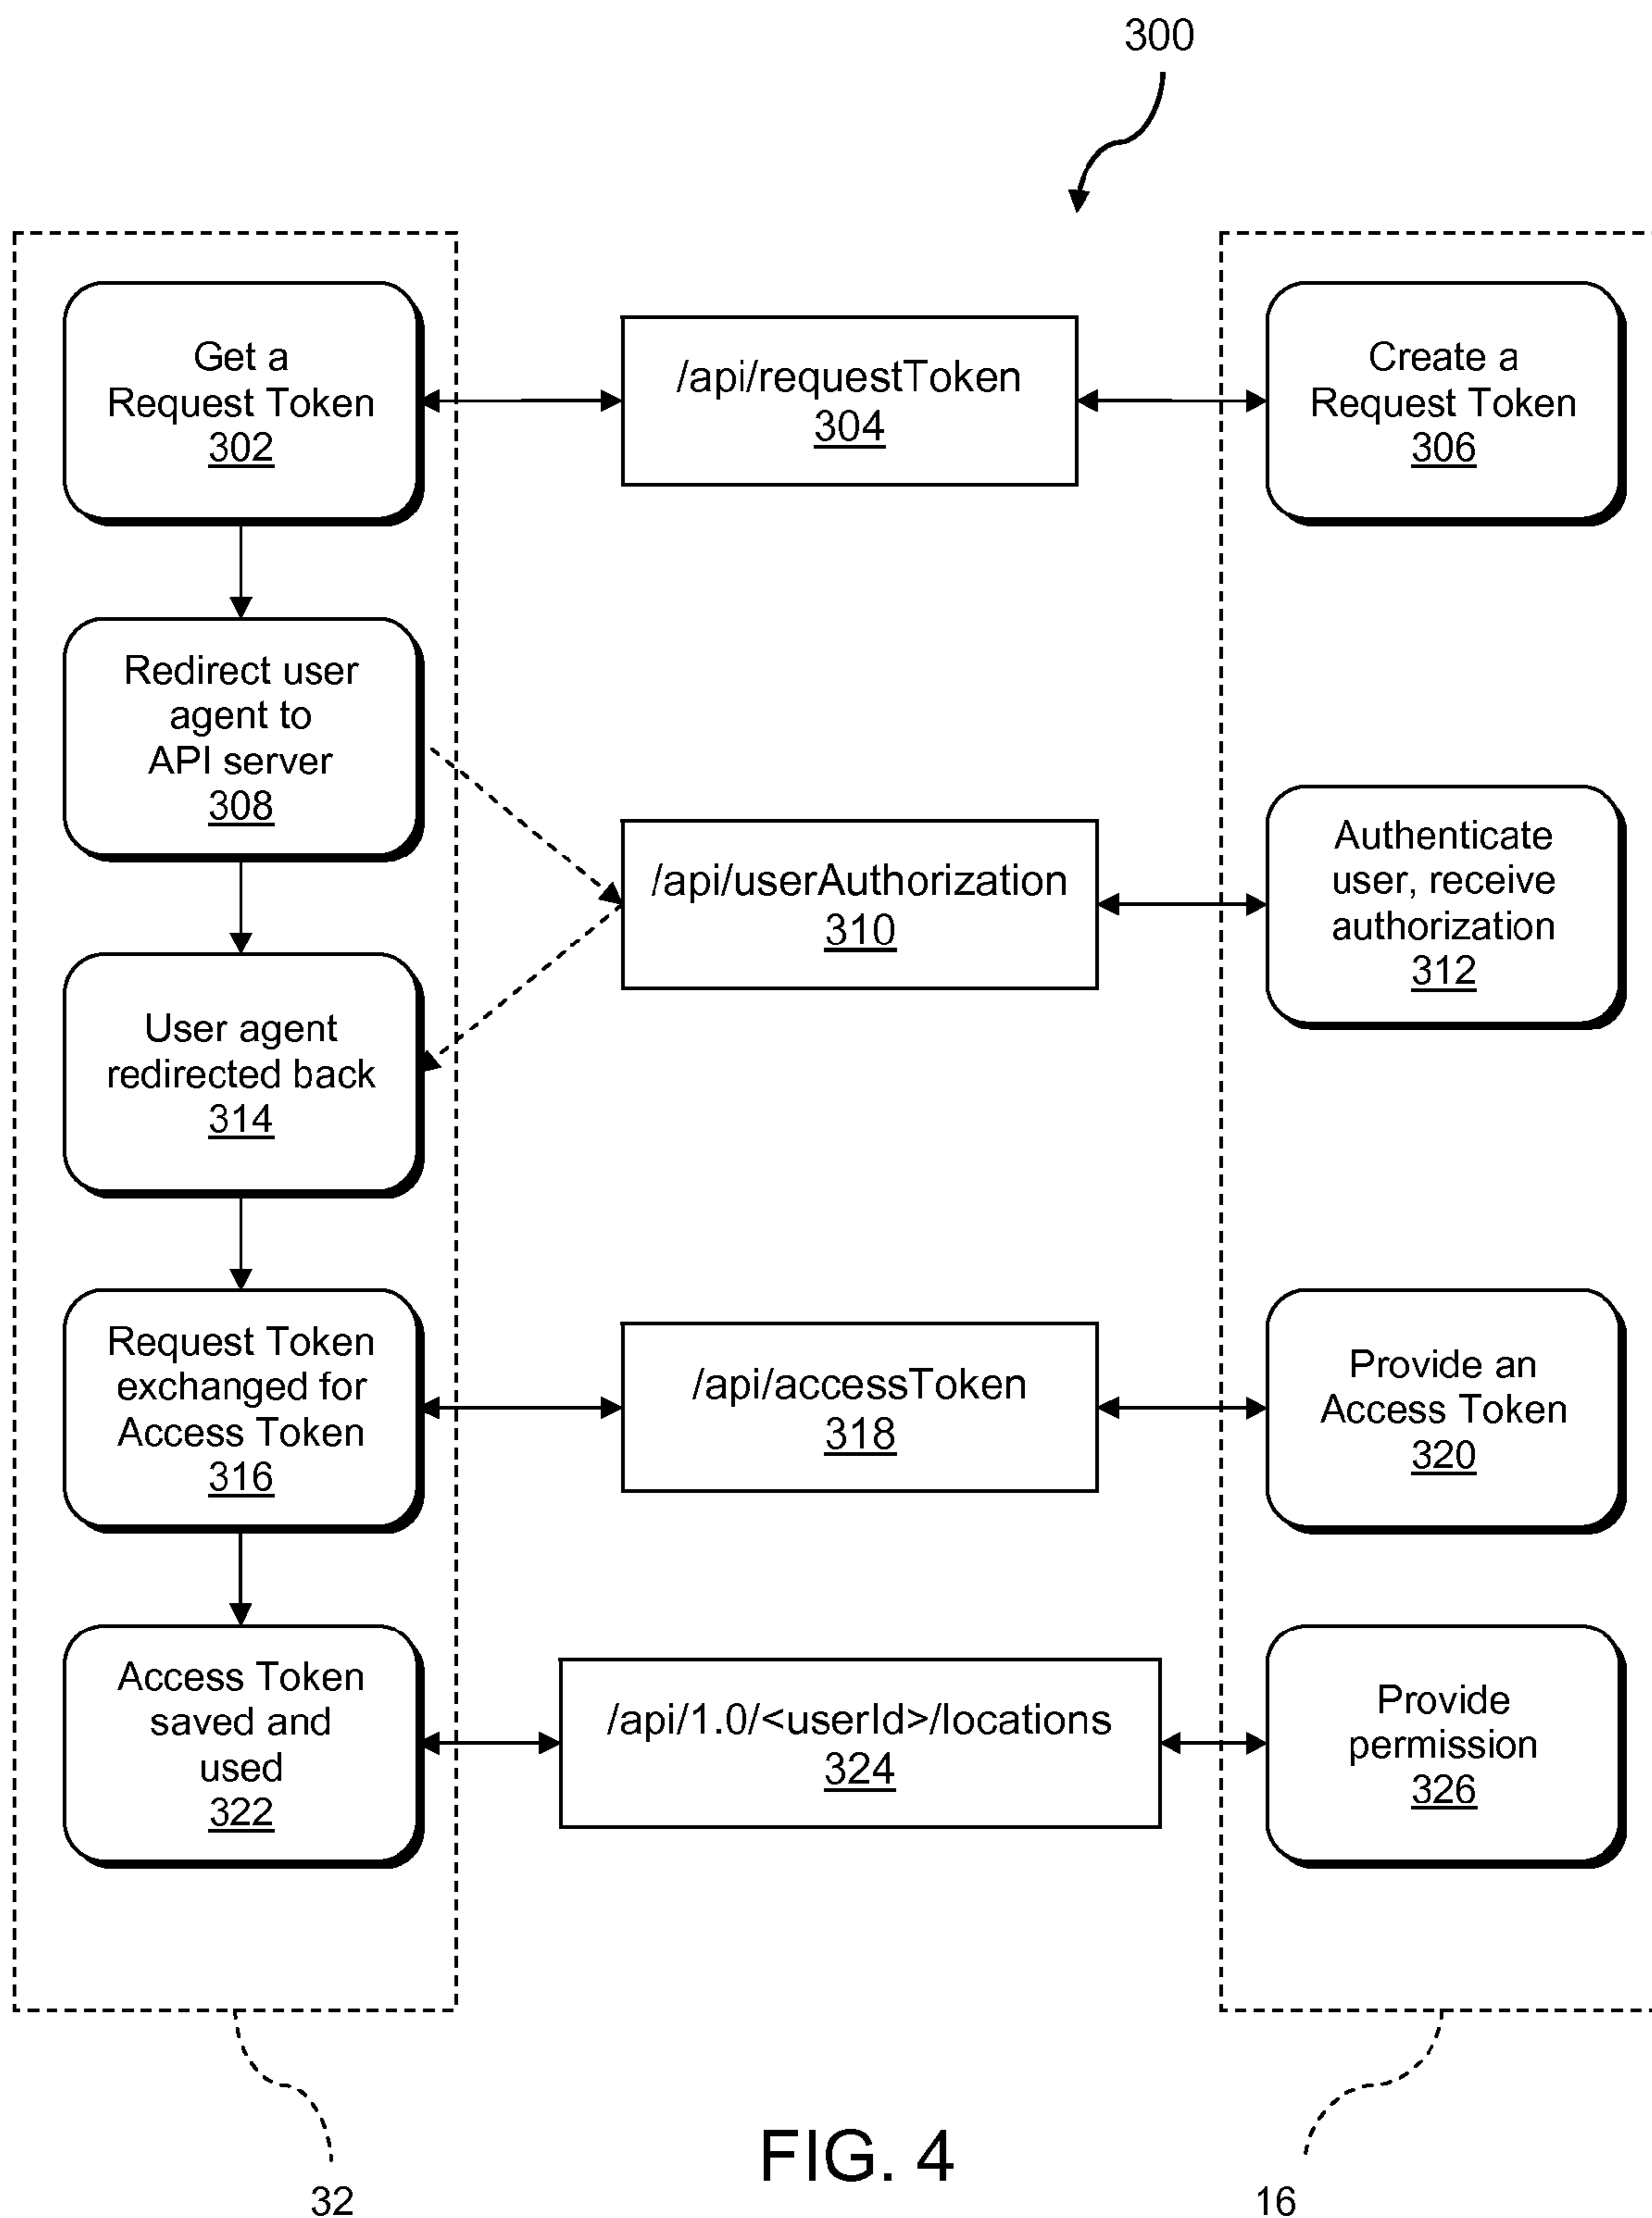 300
Get a
Request Token
302
/api/requestToken
304
Create a
Request Token
306
Redirect user
agent to
API server
308
/api/userAuthorization
310
Authenticate
user, receive
authorization
312
User agent
redirected back
314
Request Token
exchanged for
Access Token
316
/api/accessToken
318
Provide an
Access Token
320
Access Token
saved and
used
322
/api/1.0/<userId>/locations
324
Provide
permission
326
32
FIG. 4
16